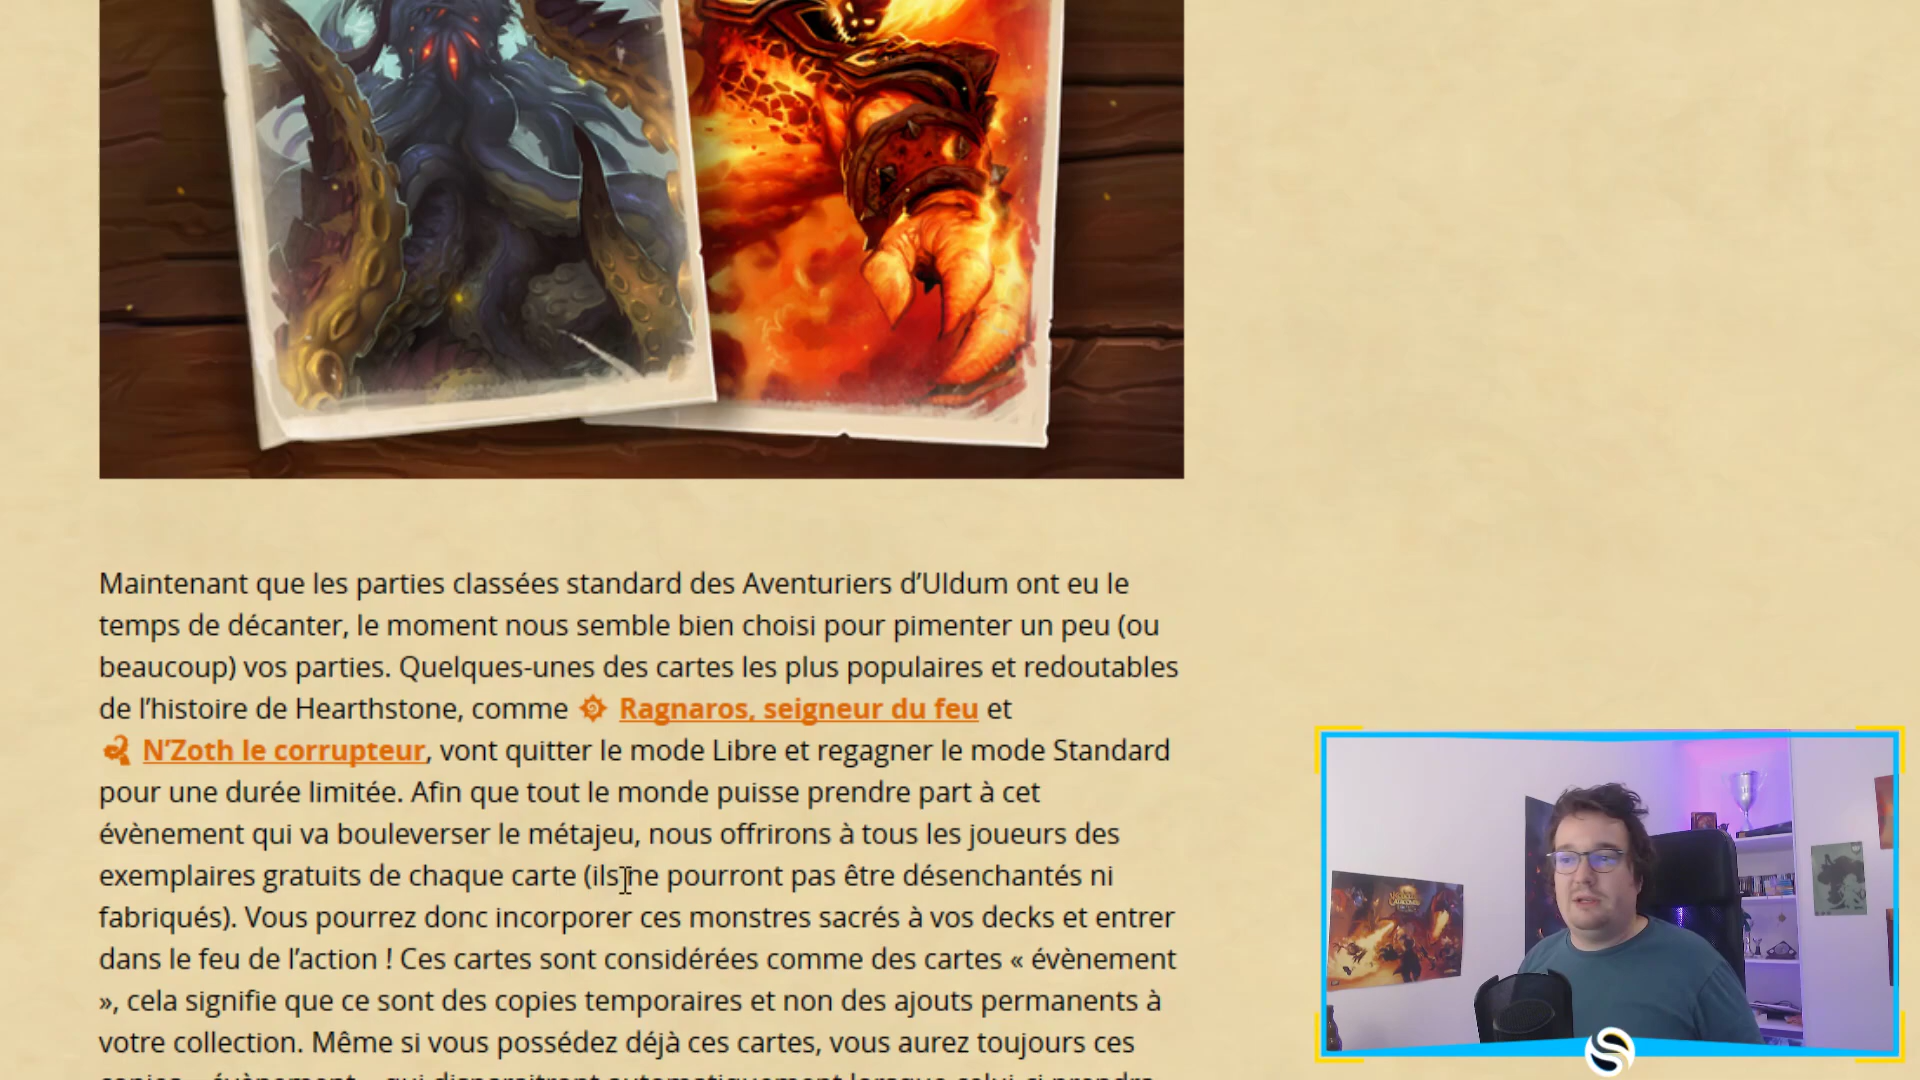 Maintenant que les parties classées standard des Aventuriers d’Uldum ont eu le
temps de décanter, le moment nous semble bien choisi pour pimenter un peu (ou
beaucoup) vos parties. Quelques-unes des cartes les plus populaires et redoutables
de l’histoire de Hearthstone, comme Ragnaros, seigneur du feu et
N’Zoth le corrupteur, vont quitter le mode Libre et regagner le mode Standard
pour une durée limitée. Afin que tout le monde puisse prendre part à cet
évènement qui va bouleverser le métajeu, nous offrirons à tous les joueurs des
exemplaires gratuits de chaque carte (ils ne pourront pas être désenchantés ni
fabriqués). Vous pourrez donc incorporer ces monstres sacrés à vos decks et entrer
dans le feu de l’action ! Ces cartes sont considérées comme des cartes « évènement
», cela signifie que ce sont des copies temporaires et non des ajouts permanents à
votre collection. Même si vous possédez déjà ces cartes, vous aurez toujours ces